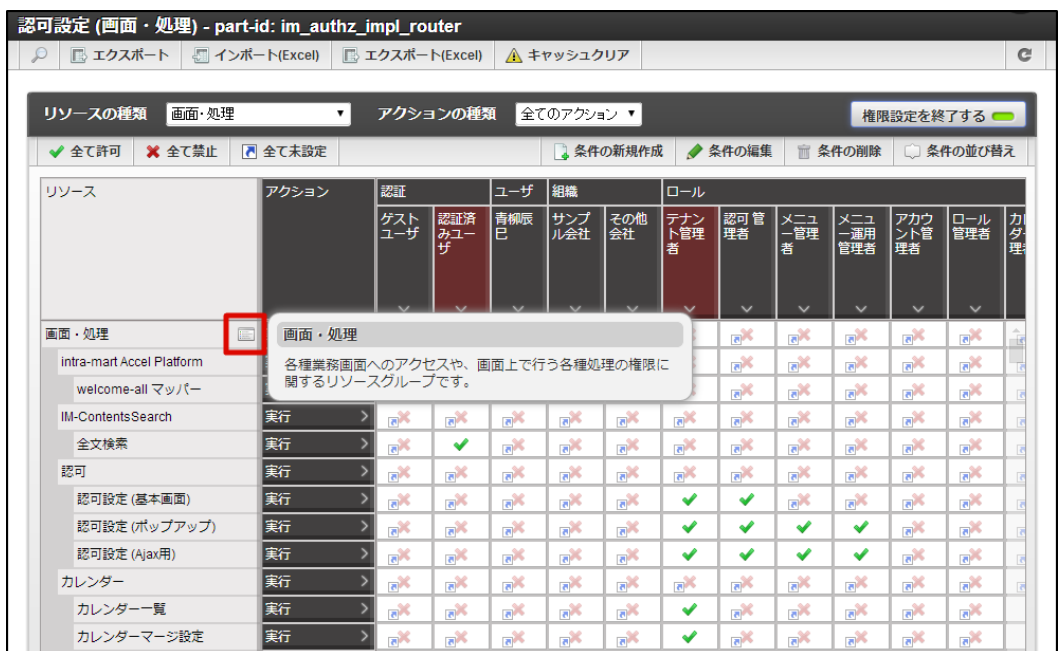 認可設定 (画面・処理) - part-id: im_authz_impl_router
エクスポート インポート(Excel) エクスポート(Excel) キャッシュクリア
リソースの種類 画面・処理 アクションの種類 全てのアクション 権限設定を終了する
全て許可 全て禁止 全て未設定 条件の新規作成 条件の編集 条件の削除 条件の並び替え
リソース アクション 認証 ユーザ 組織 ロール
ゲスト 認証済 青柳辰 サンプ その他 テナン 認可管 メニュ メニュ アカウ ロール カレ
ユーザ みユー 巳 ル会社 会社 ト管理 理者 ー管理 ー運用 ント管 管理者 ダー
ザ 者 者 管理者 理者 理者
画面・処理 画面・処理
intra-mart Accel Platform 各種業務画面へのアクセスや、画面上で行う各種処理の権限に
関するリソースグループです。
welcome-all マッパー
IM-ContentsSearch 実行
全文検索 実行
認可 実行
認可設定 (基本画面) 実行
認可設定 (ポップアップ) 実行
認可設定 (Ajax用) 実行
カレンダー 実行
カレンダー一覧 実行
カレンダーマージ設定 実行